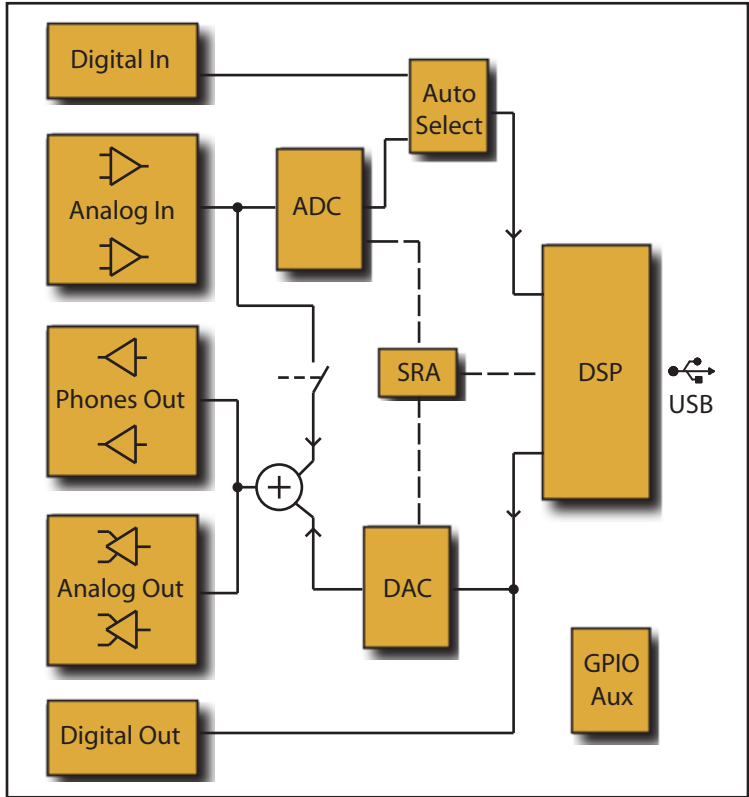 Digital In
Auto
Select
Analog In
ADC
Phones Out
SRA
DSP
USB
Analog Out
DAC
GPIO
Aux
Digital Out